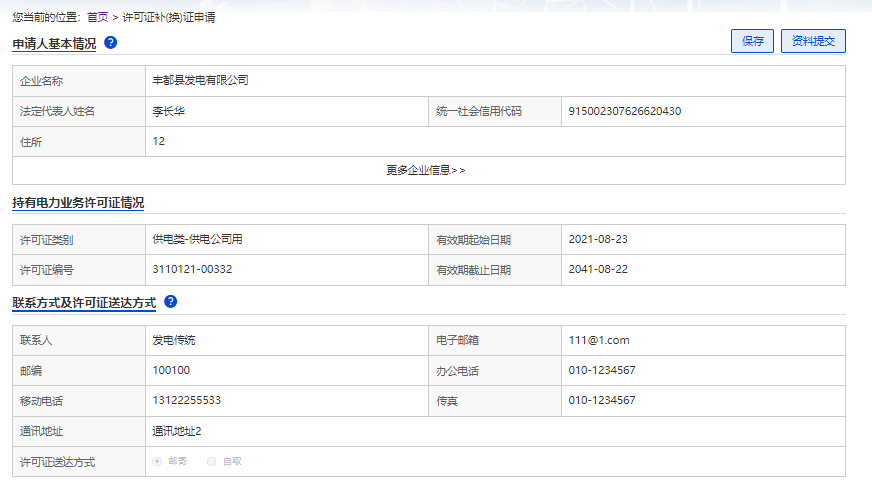 您当前的位置：首页 > 许可证补(换)证申请
申请人基本情况 ? 保存 资料提交
企业名称 丰都县发电有限公司
法定代表人姓名 李长华 统一社会信用代码 915002307626620430
住所 12
更多企业信息>>
持有电力业务许可证情况
许可证类别 供电类-供电公司用 有效期起始日期 2021-08-23
许可证编号 3110121-00332 有效期截止日期 2041-08-22
联系方式及许可证送达方式 ?
联系人 发电传统 电子邮箱 111@1.com
邮编 100100 办公电话 010-1234567
移动电话 13122255533 传真 010-1234567
通讯地址 通讯地址2
许可证送达方式 邮寄 自取